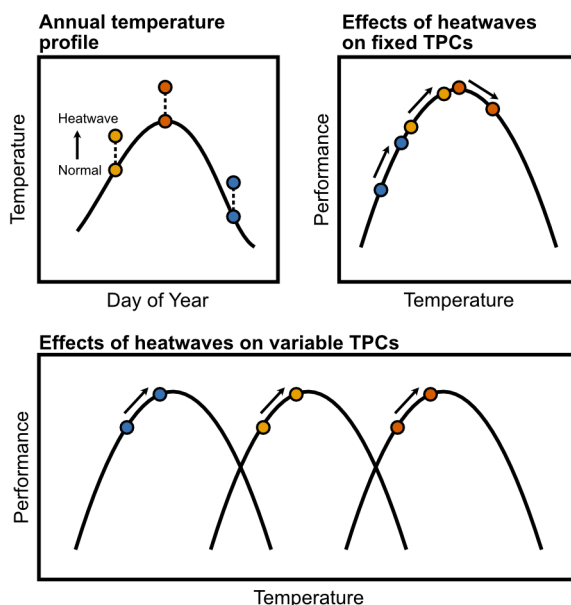 Annual temperature
profile
Heatwave
Normal
Temperature
Day of Year
Effects of heatwaves
on fixed TPCs
Performance
Temperature
Effects of heatwaves on variable TPCs
Performance
Temperature